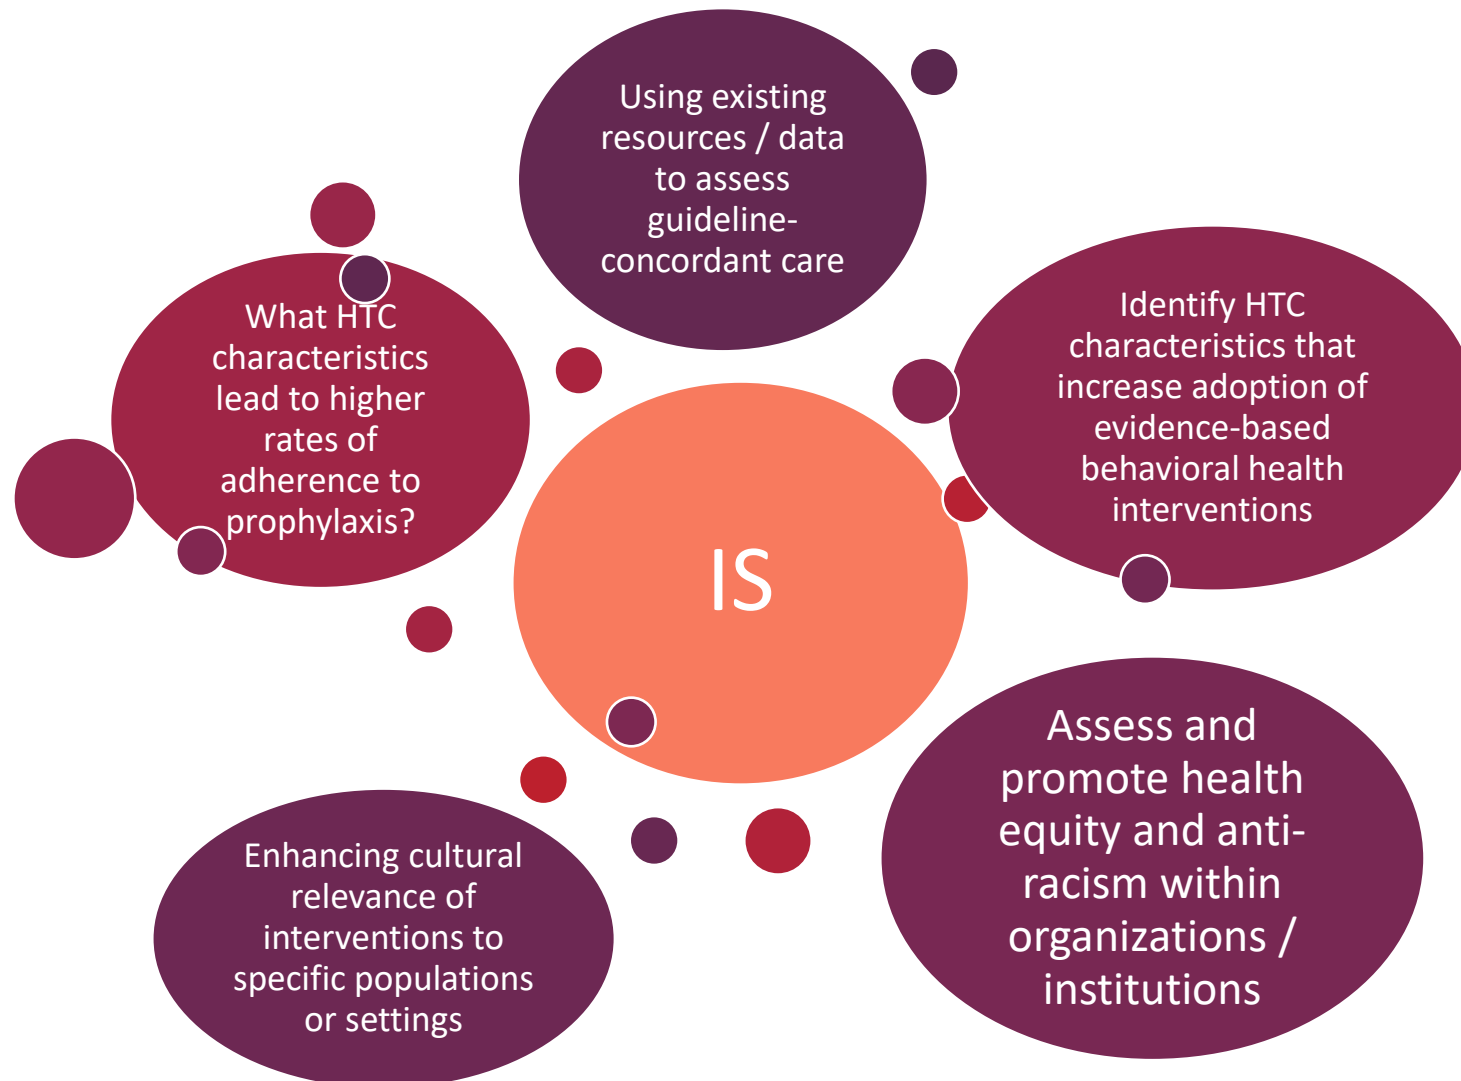 Using existing
resources / data
to assess
guideline-
concordant care
What HTC
characteristics
lead to higher
rates of
adherence to
prophylaxis?
Identify HTC
characteristics that
increase adoption of
evidence-based
behavioral health
interventions
IS
Assess and
promote health
equity and anti-
racism within
organizations /
institutions
Enhancing cultural
relevance of
interventions to
specific populations
or settings